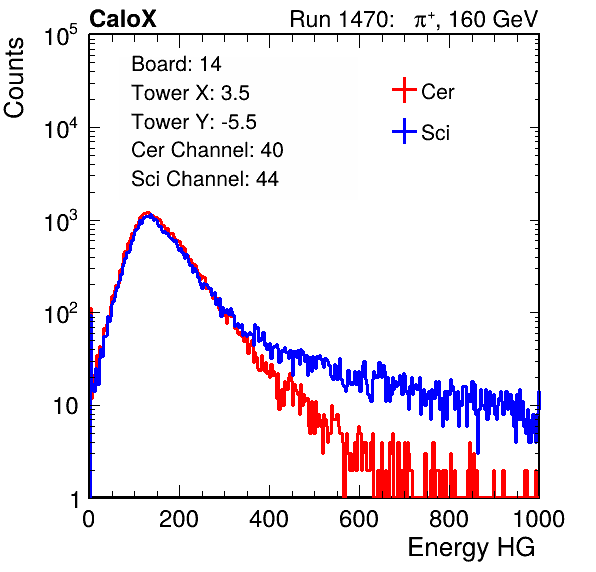 CaloX Run 1470: π⁺, 160 GeV
Counts
10⁵
10⁴
10³
10²
10
1
Board: 14
Tower X: 3.5
Tower Y: -5.5
Cer Channel: 40
Sci Channel: 44
Cer
Sci
0 200 400 600 800 1000
Energy HG